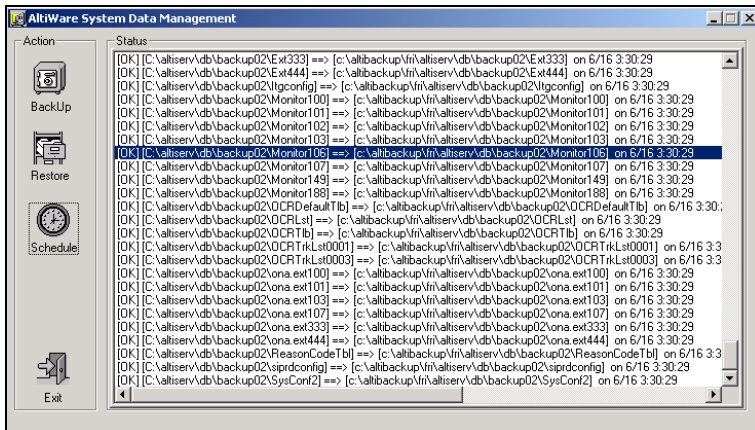 AltiWare System Data Management
Action
BackUp
Restore
Schedule
Exit
Status
[OK] [C:\altiserv\db\backup02\Ext333] ==> [c:\altibackup\fri\altiserv\db\backup02\Ext333]  on 6/16 3:30:29
[OK] [C:\altiserv\db\backup02\Ext444] ==> [c:\altibackup\fri\altiserv\db\backup02\Ext444]  on 6/16 3:30:29
[OK] [C:\altiserv\db\backup02\Itgconfig] ==> [c:\altibackup\fri\altiserv\db\backup02\Itgconfig]  on 6/16 3:30:29
[OK] [C:\altiserv\db\backup02\Monitor100] ==> [c:\altibackup\fri\altiserv\db\backup02\Monitor100]  on 6/16 3:30:29
[OK] [C:\altiserv\db\backup02\Monitor101] ==> [c:\altibackup\fri\altiserv\db\backup02\Monitor101]  on 6/16 3:30:29
[OK] [C:\altiserv\db\backup02\Monitor102] ==> [c:\altibackup\fri\altiserv\db\backup02\Monitor102]  on 6/16 3:30:29
[OK] [C:\altiserv\db\backup02\Monitor103] ==> [c:\altibackup\fri\altiserv\db\backup02\Monitor103]  on 6/16 3:30:29
[OK] [C:\altiserv\db\backup02\Monitor106] ==> [c:\altibackup\fri\altiserv\db\backup02\Monitor106]  on 6/16 3:30:29
[OK] [C:\altiserv\db\backup02\Monitor107] ==> [c:\altibackup\fri\altiserv\db\backup02\Monitor107]  on 6/16 3:30:29
[OK] [C:\altiserv\db\backup02\Monitor149] ==> [c:\altibackup\fri\altiserv\db\backup02\Monitor149]  on 6/16 3:30:29
[OK] [C:\altiserv\db\backup02\Monitor188] ==> [c:\altibackup\fri\altiserv\db\backup02\Monitor188]  on 6/16 3:30:29
[OK] [C:\altiserv\db\backup02\OCRDefaultTlb] ==> [c:\altibackup\fri\altiserv\db\backup02\OCRDefaultTlb]  on 6/16 3:30:
[OK] [C:\altiserv\db\backup02\OCRLst] ==> [c:\altibackup\fri\altiserv\db\backup02\OCRLst]  on 6/16 3:30:29
[OK] [C:\altiserv\db\backup02\OCRTlb] ==> [c:\altibackup\fri\altiserv\db\backup02\OCRTlb]  on 6/16 3:30:29
[OK] [C:\altiserv\db\backup02\OCRTrkLst0001] ==> [c:\altibackup\fri\altiserv\db\backup02\OCRTrkLst0001]  on 6/16 3:3
[OK] [C:\altiserv\db\backup02\OCRTrkLst0003] ==> [c:\altibackup\fri\altiserv\db\backup02\OCRTrkLst0003]  on 6/16 3:3
[OK] [C:\altiserv\db\backup02\ona.ext100] ==> [c:\altibackup\fri\altiserv\db\backup02\ona.ext100]  on 6/16 3:30:29
[OK] [C:\altiserv\db\backup02\ona.ext101] ==> [c:\altibackup\fri\altiserv\db\backup02\ona.ext101]  on 6/16 3:30:29
[OK] [C:\altiserv\db\backup02\ona.ext103] ==> [c:\altibackup\fri\altiserv\db\backup02\ona.ext103]  on 6/16 3:30:29
[OK] [C:\altiserv\db\backup02\ona.ext107] ==> [c:\altibackup\fri\altiserv\db\backup02\ona.ext107]  on 6/16 3:30:29
[OK] [C:\altiserv\db\backup02\ona.ext333] ==> [c:\altibackup\fri\altiserv\db\backup02\ona.ext333]  on 6/16 3:30:29
[OK] [C:\altiserv\db\backup02\ona.ext444] ==> [c:\altibackup\fri\altiserv\db\backup02\ona.ext444]  on 6/16 3:30:29
[OK] [C:\altiserv\db\backup02\ReasonCodeTbl] ==> [c:\altibackup\fri\altiserv\db\backup02\ReasonCodeTbl]  on 6/16 3:3
[OK] [C:\altiserv\db\backup02\siprdconfig] ==> [c:\altibackup\fri\altiserv\db\backup02\siprdconfig]  on 6/16 3:30:29
[OK] [C:\altiserv\db\backup02\SysConf2] ==> [c:\altibackup\fri\altiserv\db\backup02\SysConf2]  on 6/16 3:30:29